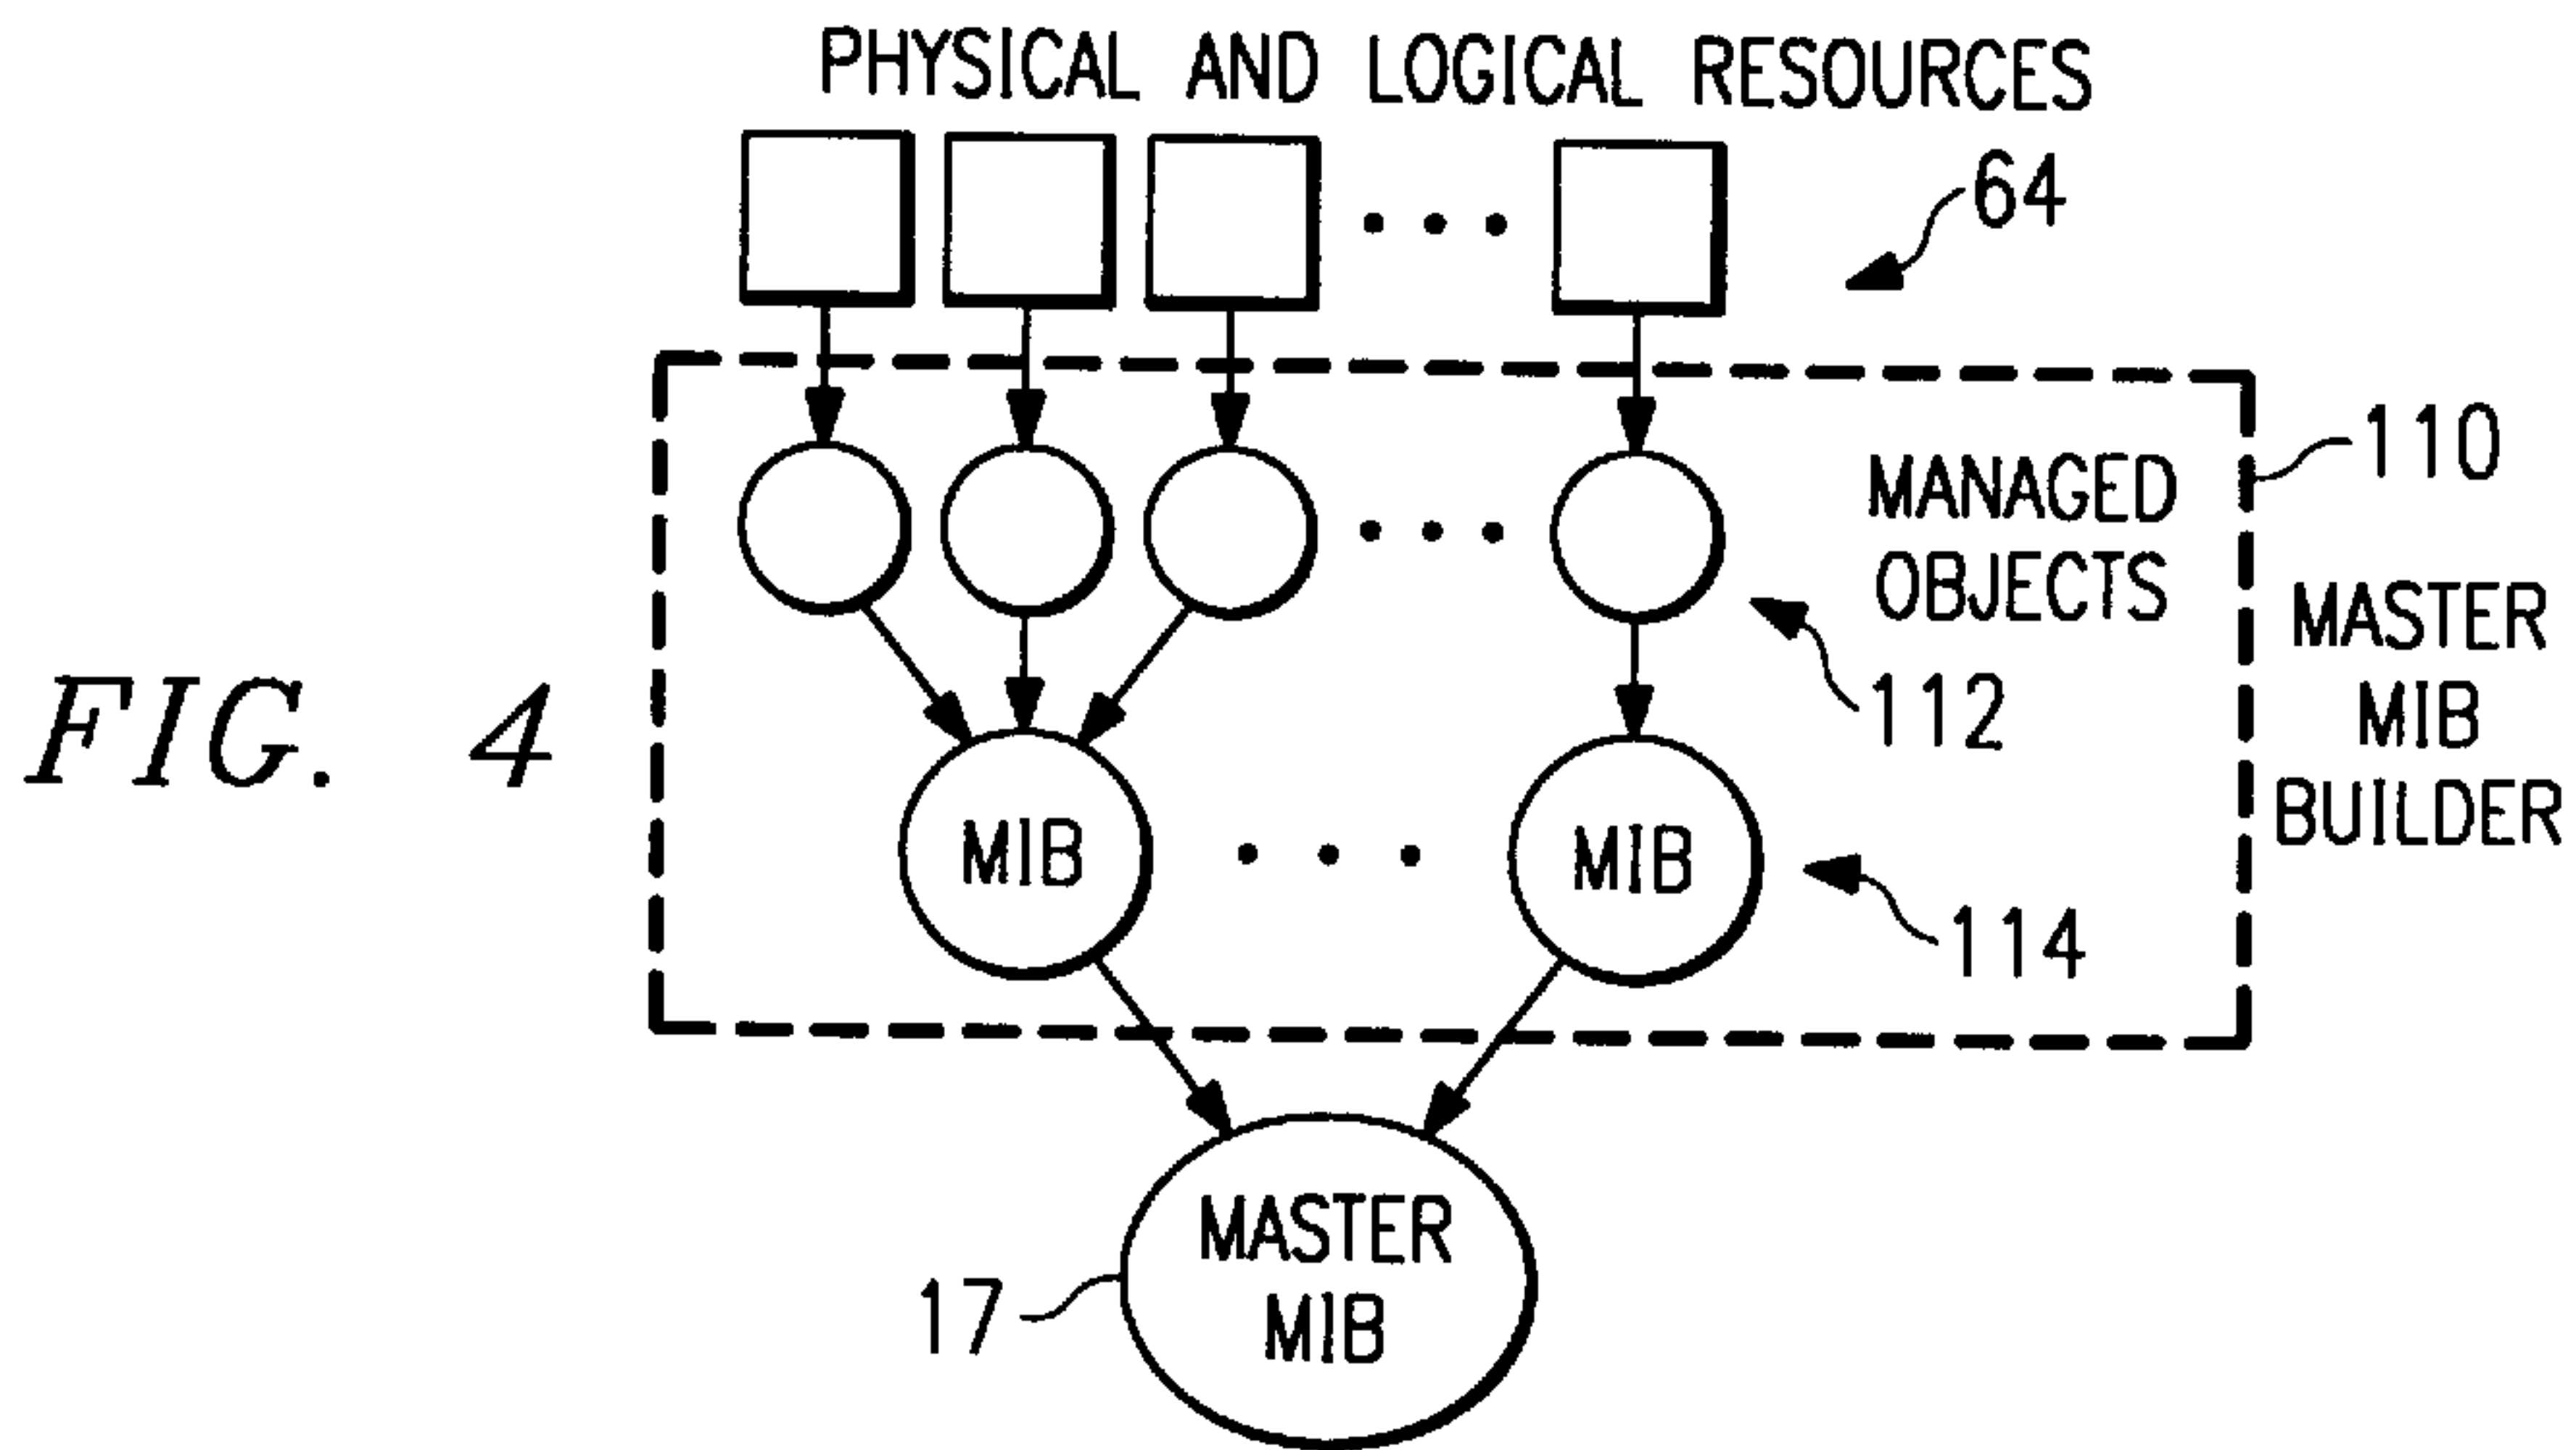 PHYSICAL AND LOGICAL RESOURCES
64
110
MANAGED
OBJECTS
112
MASTER
MIB
BUILDER
FIG. 4
MIB
MIB
114
MASTER
MIB
17